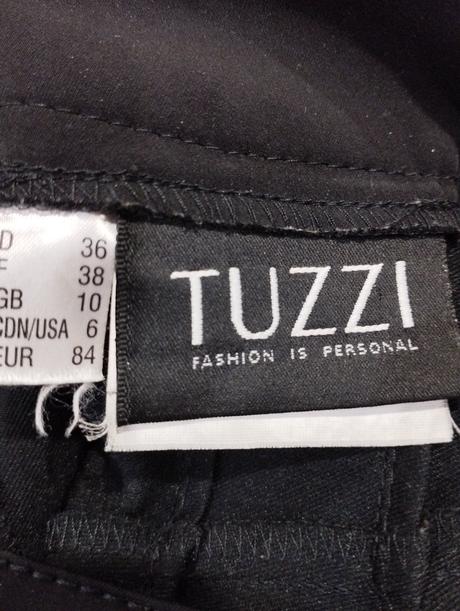 D 36
F 38
GB 10
CDN/USA 6
EUR 84
TUZZI
FASHION IS PERSONAL